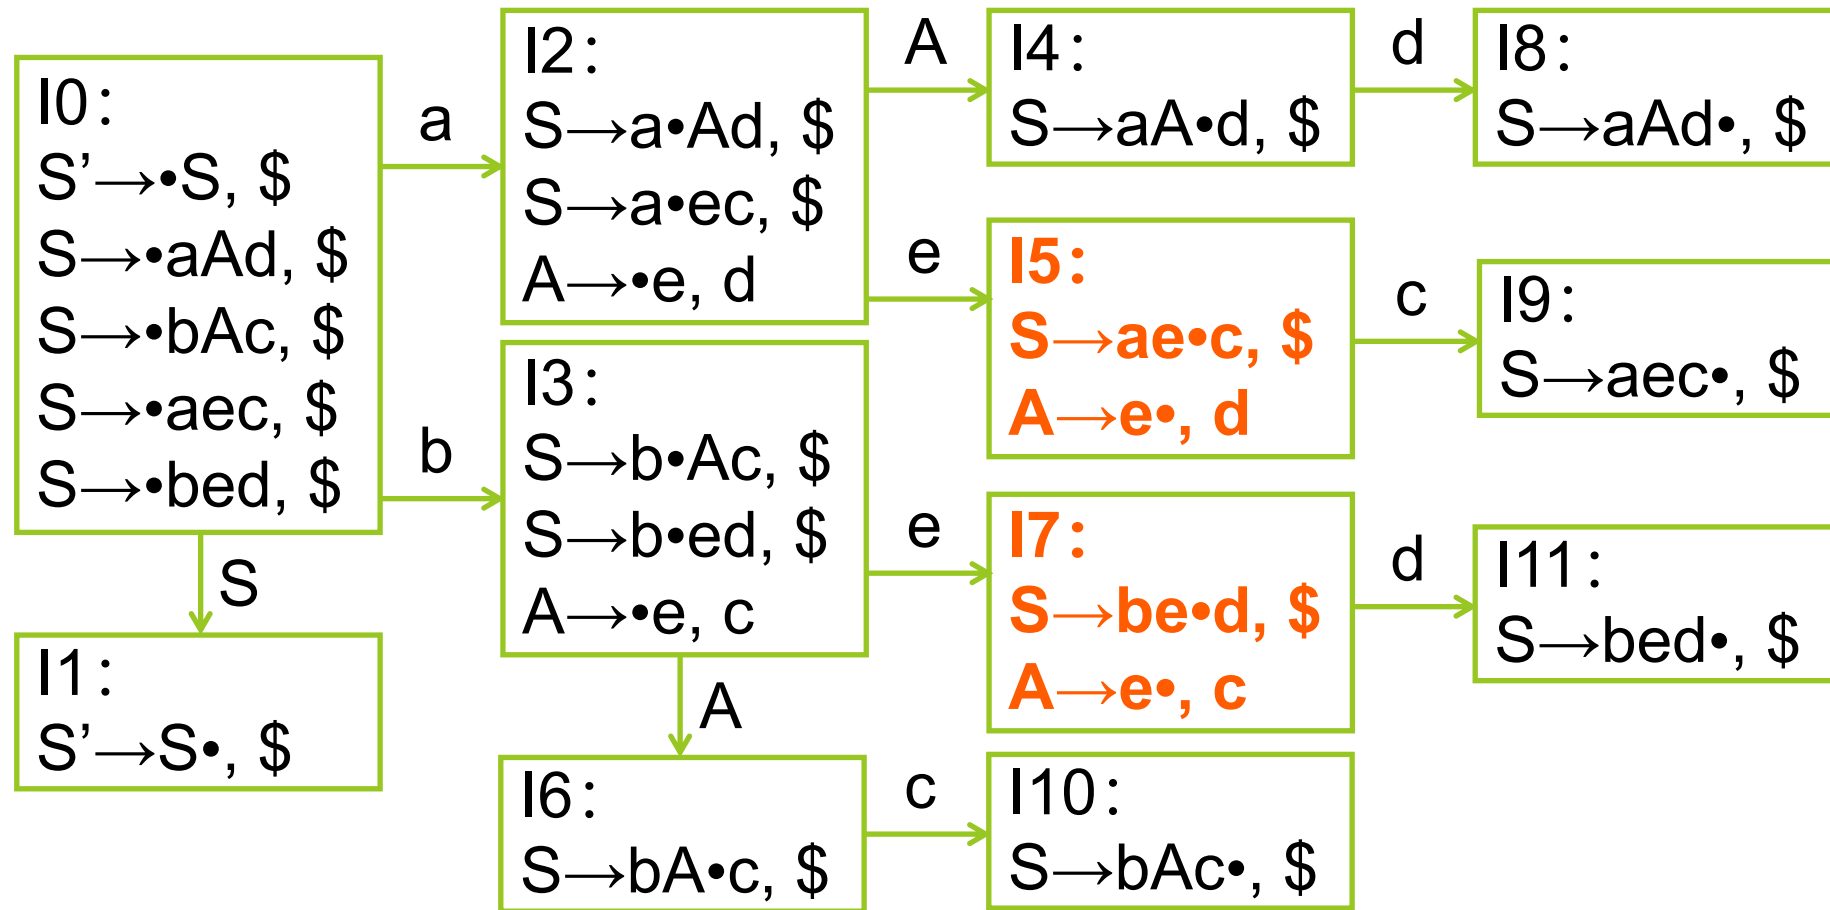 I0:
S’→•S, $
S→•aAd, $
S→•bAc, $
S→•aec, $
S→•bed, $
S
I1:
S’→S•, $
a
b
I2:
S→a•Ad, $
S→a•ec, $
A→•e, d
I3:
S→b•Ac, $
S→b•ed, $
A→•e, c
A
I6:
S→bA•c, $
A
e
e
c
I4:
S→aA•d, $
I5:
S→ae•c, $
A→e•, d
I7:
S→be•d, $
A→e•, c
I10:
S→bAc•, $
d
c
d
I8:
S→aAd•, $
I9:
S→aec•, $
I11:
S→bed•, $